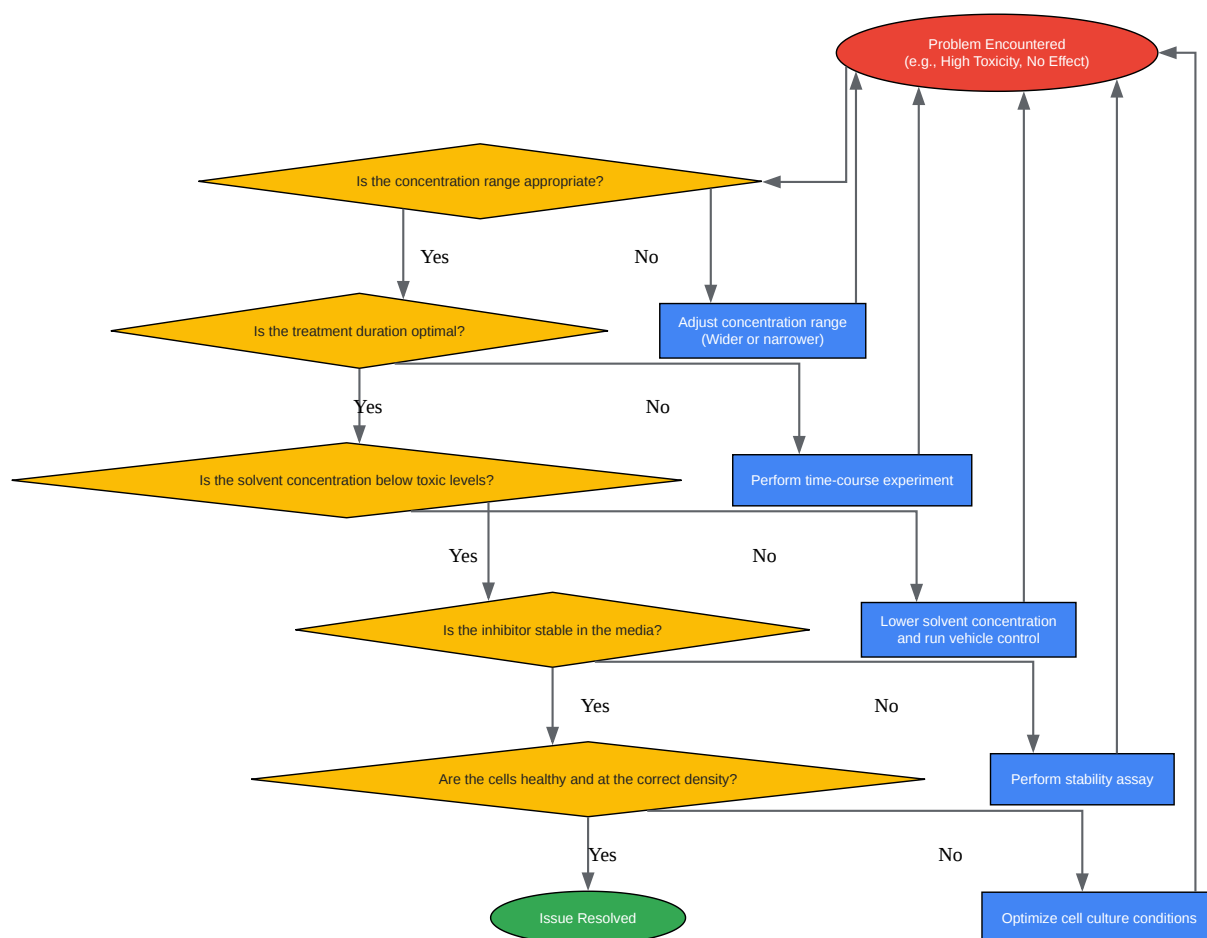 Problem Encountered
(e.g., High Toxicity, No Effect)
Is the concentration range appropriate?
Yes
No
Is the treatment duration optimal?
Adjust concentration range
(Wider or narrower)
Yes
No
Is the solvent concentration below toxic levels?
Perform time-course experiment
Yes
No
Is the inhibitor stable in the media?
Lower solvent concentration
and run vehicle control
Yes
No
Are the cells healthy and at the correct density?
Perform stability assay
Yes
No
Issue Resolved
Optimize cell culture conditions